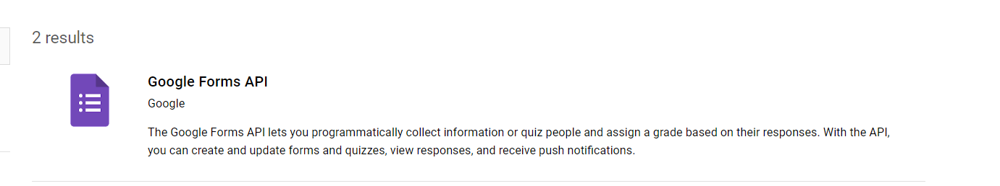 2 results
Google Forms API
Google
The Google Forms API lets you programmatically collect information or quiz people and assign a grade based on their responses. With the API,
you can create and update forms and quizzes, view responses, and receive push notifications.